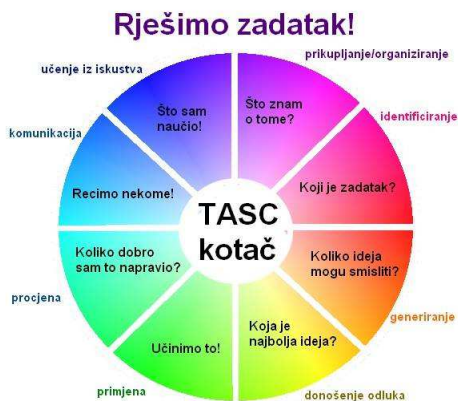 Rješimo zadatak!
prikupljanje/organiziranje
učenje iz iskustva
Što sam
naučio!
Što znam
o tome?
identificiranje
komunikacija
Recimo nekome!
Koji je zadatak?
TASC
kotač
Koliko dobro
sam to napravio?
Koliko ideja
mogu smisliti?
procjena
generiranje
Učinimo to!
Koja je
najbolja ideja?
primjena
donošenje odluka